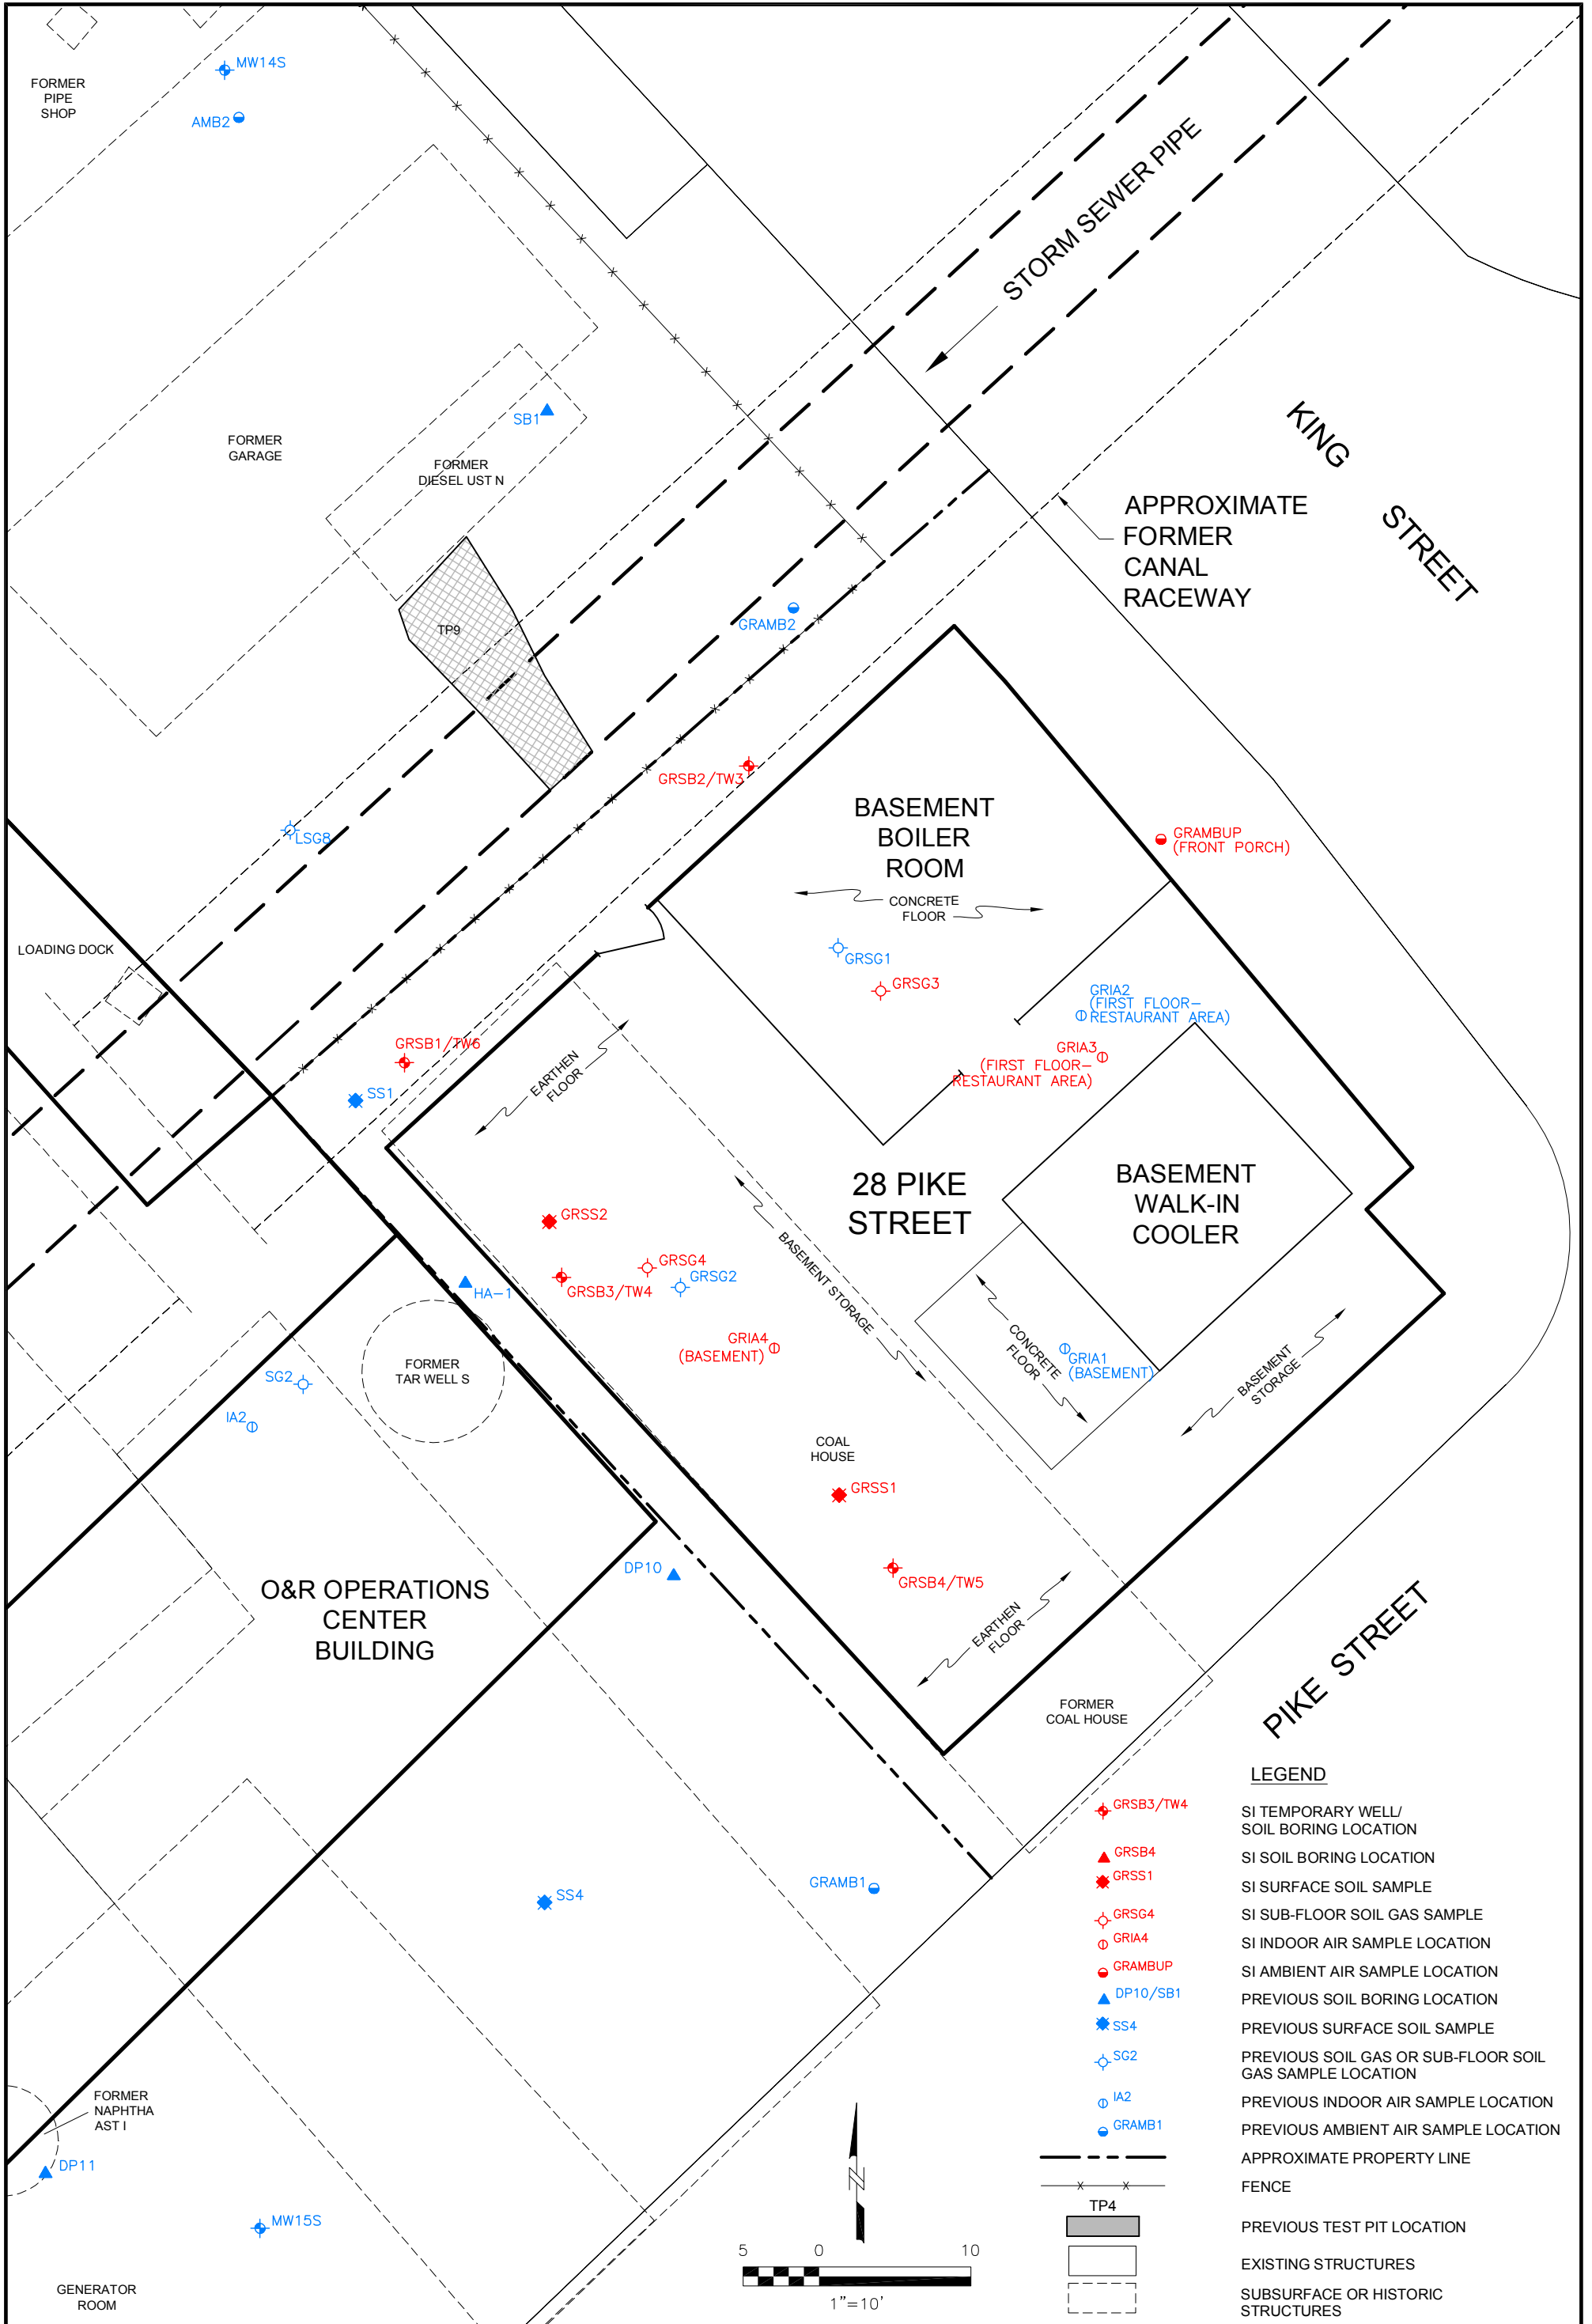 MW14S
FORMER
PIPE
SHOP
AMB2
STORM SEWER PIPE
KING
STREET
SB1
FORMER
GARAGE
FORMER
DIESEL UST N
APPROXIMATE
FORMER
CANAL
RACEWAY
TP9
GRAMB2
GRSB2/TW3
BASEMENT
BOILER
ROOM
LSG8
GRAMBUP
(FRONT PORCH)
CONCRETE
FLOOR
LOADING DOCK
GRSG1
GRSG3
GRIA2
(FIRST FLOOR-
RESTAURANT AREA)
GRSB1/TW6
GRIA3
(FIRST FLOOR-
RESTAURANT AREA)
EARTHEN
FLOOR
SS1
28 PIKE
STREET
BASEMENT
WALK-IN
COOLER
GRSS2
BASEMENT STORAGE
GRSG4
GRSG2
HA-1
GRSB3/TW4
GRIA4
(BASEMENT)
CONCRETE
FLOOR
GRIA1
(BASEMENT)
BASEMENT
STORAGE
FORMER
TAR WELL S
SG2
IA2
COAL
HOUSE
GRSS1
DP10
GRSB4/TW5
O&R OPERATIONS
CENTER
BUILDING
EARTHEN
FLOOR
FORMER
COAL HOUSE
PIKE STREET
SS4
GRAMB1
FORMER
NAPHTHA
AST I
DP11
MW15S
GENERATOR
ROOM
N
5 0 10
1"=10'
LEGEND
GRSB3/TW4 SI TEMPORARY WELL/
SOIL BORING LOCATION
GRSB4 SI SOIL BORING LOCATION
GRSS1 SI SURFACE SOIL SAMPLE
GRSG4 SI SUB-FLOOR SOIL GAS SAMPLE
GRIA4 SI INDOOR AIR SAMPLE LOCATION
GRAMBUP SI AMBIENT AIR SAMPLE LOCATION
DP10/SB1 PREVIOUS SOIL BORING LOCATION
SS4 PREVIOUS SURFACE SOIL SAMPLE
SG2 PREVIOUS SOIL GAS OR SUB-FLOOR SOIL
GAS SAMPLE LOCATION
IA2 PREVIOUS INDOOR AIR SAMPLE LOCATION
GRAMB1 PREVIOUS AMBIENT AIR SAMPLE LOCATION
APPROXIMATE PROPERTY LINE
FENCE
TP4
PREVIOUS TEST PIT LOCATION
EXISTING STRUCTURES
SUBSURFACE OR HISTORIC
STRUCTURES